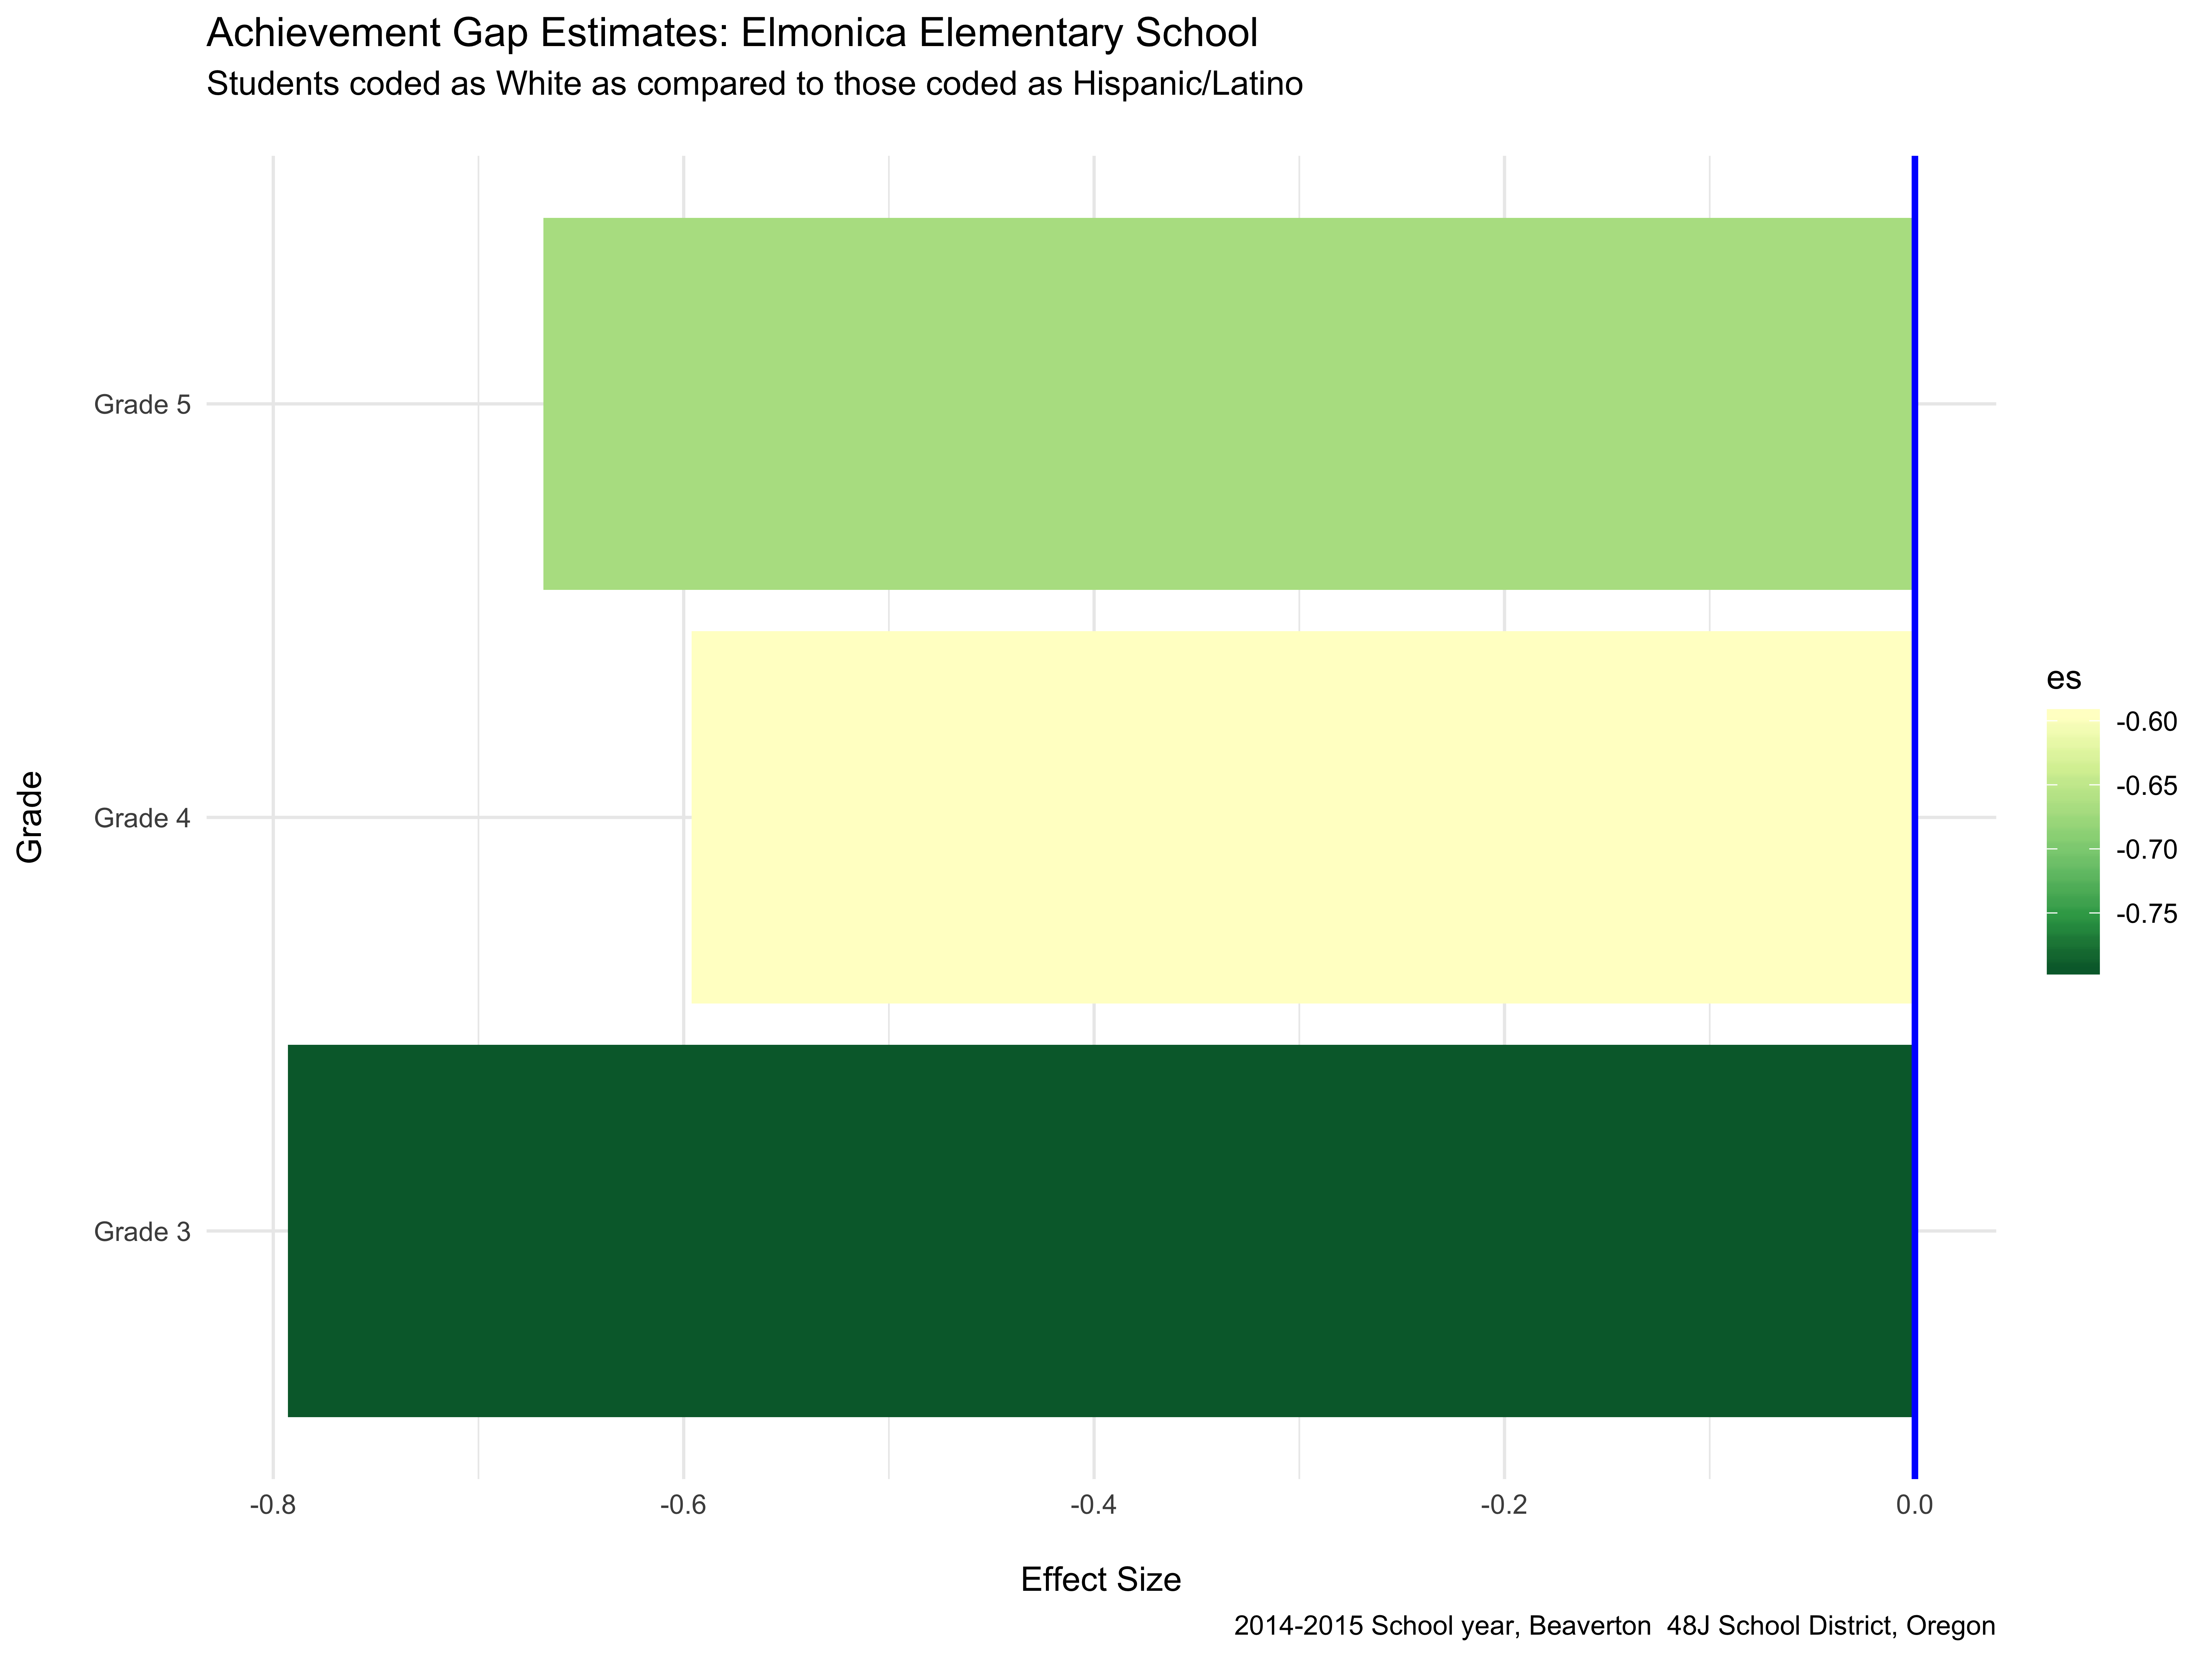 Achievement Gap Estimates: Elmonica Elementary School
Students coded as White as compared to those coded as Hispanic/Latino
Grade
Grade 5
Grade 4
Grade 3
-0.8
-0.6
-0.4
-0.2
0.0
Effect Size
es
-0.60
-0.65
-0.70
-0.75
2014-2015 School year, Beaverton  48J School District, Oregon